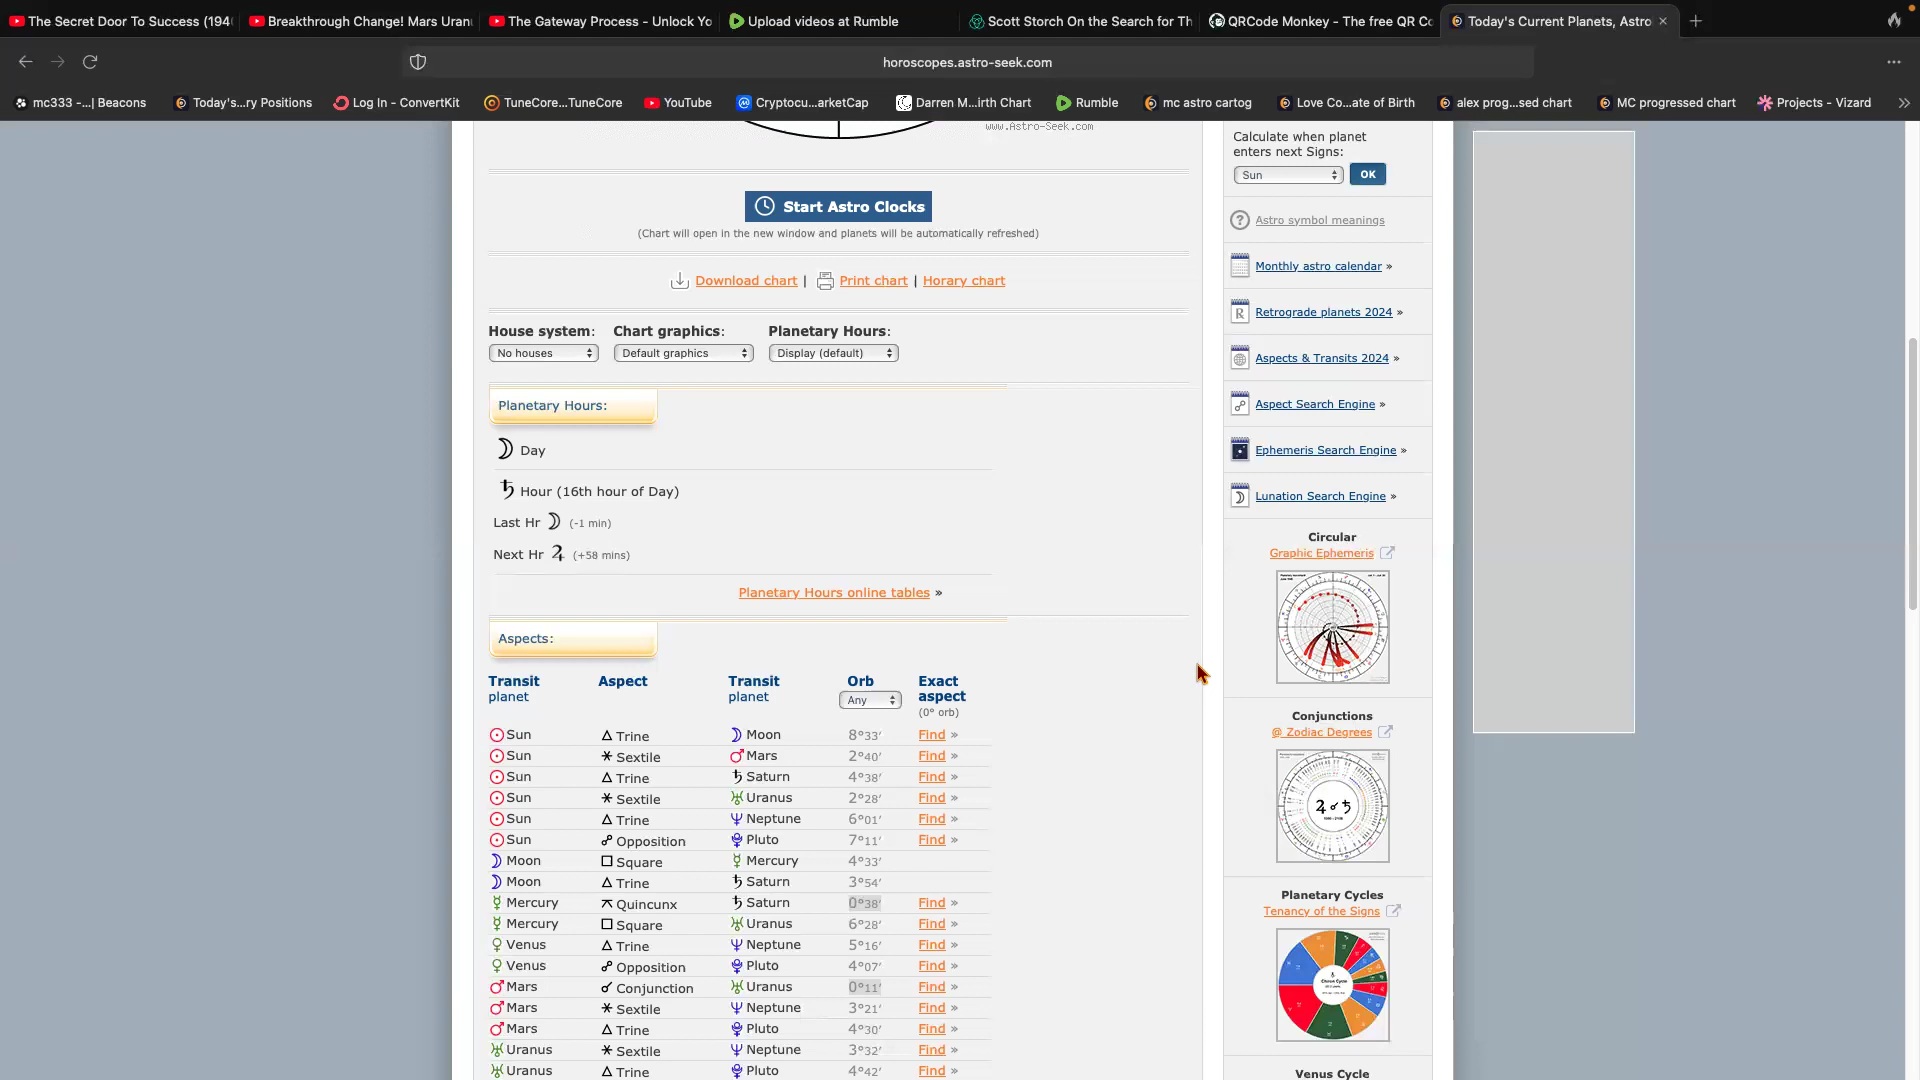 The Secret Door To Success (194
Breakthrough Change! Mars Uran
The Gateway Process - Unlock Yo
Upload videos at Rumble
Scott Storch On the Search for Th
QRCode Monkey - The free QR Co
Today's Current Planets, Astro
horoscopes.astro-seek.com
mc333 -...| Beacons
Today's...ry Positions
Log In - ConvertKit
TuneCore...TuneCore
YouTube
Cryptocu...arketCap
Darren M...irth Chart
Rumble
mc astro cartog
Love Co...ate of Birth
alex prog...sed chart
MC progressed chart
Projects - Vizard
www.Astro-Seek.com
Start Astro Clocks
(Chart will open in the new window and planets will be automatically refreshed)
Download chart | Print chart | Horary chart
House system: Chart graphics: Planetary Hours:
No houses Default graphics Display (default)
Planetary Hours:
Day
Hour (16th hour of Day)
Last Hr (-1 min)
Next Hr (+58 mins)
Planetary Hours online tables »
Aspects:
Transit planet Aspect Transit planet Orb Exact aspect
Any (0° orb)
Sun Trine Moon 8°33' Find »
Sun Sextile Mars 2°40' Find »
Sun Trine Saturn 4°38' Find »
Sun Sextile Uranus 2°28' Find »
Sun Trine Neptune 6°01' Find »
Sun Opposition Pluto 7°11' Find »
Moon Square Mercury 4°33'
Moon Trine Saturn 3°54'
Mercury Quincunx Saturn 0°38' Find »
Mercury Square Uranus 6°28' Find »
Venus Trine Neptune 5°16' Find »
Venus Opposition Pluto 4°07' Find »
Mars Conjunction Uranus 0°11' Find »
Mars Sextile Neptune 3°21' Find »
Mars Trine Pluto 4°30' Find »
Uranus Sextile Neptune 3°32' Find »
Uranus Trine Pluto 4°42' Find »
Calculate when planet
enters next Signs:
Sun OK
Astro symbol meanings
Monthly astro calendar »
Retrograde planets 2024 »
Aspects & Transits 2024 »
Aspect Search Engine »
Ephemeris Search Engine »
Lunation Search Engine »
Circular
Graphic Ephemeris
Conjunctions
@ Zodiac Degrees
Planetary Cycles
Tenancy of the Signs
Venus Cycle